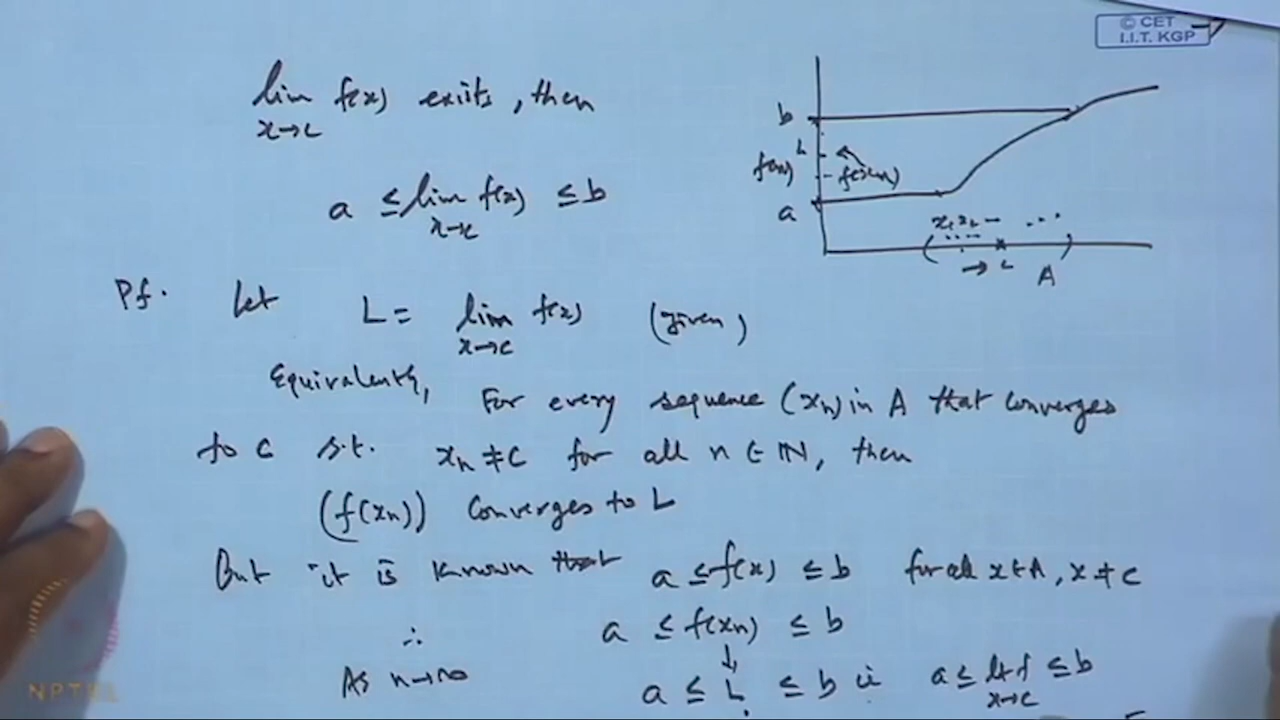 © CET
I.I.T. KGP
lim f(x) exists, then
x→c
a ≤ lim f(x) ≤ b
x→c
b
L
f(x)
f(xn)
a
x1 x2 –
→ c
A
Pf. Let L = lim f(x) (given)
x→c
Equivalently, For every sequence (xn) in A that converges
to c s.t. xn ≠ c for all n ∈ ℕ, then
(f(xn)) converges to L
But it is known that a ≤ f(x) ≤ b for all x ∈ A, x ≠ c
∴ a ≤ f(xn) ≤ b
↓
As n→∞ a ≤ L ≤ b ie a ≤ lt f ≤ b
x→c
NPTEL